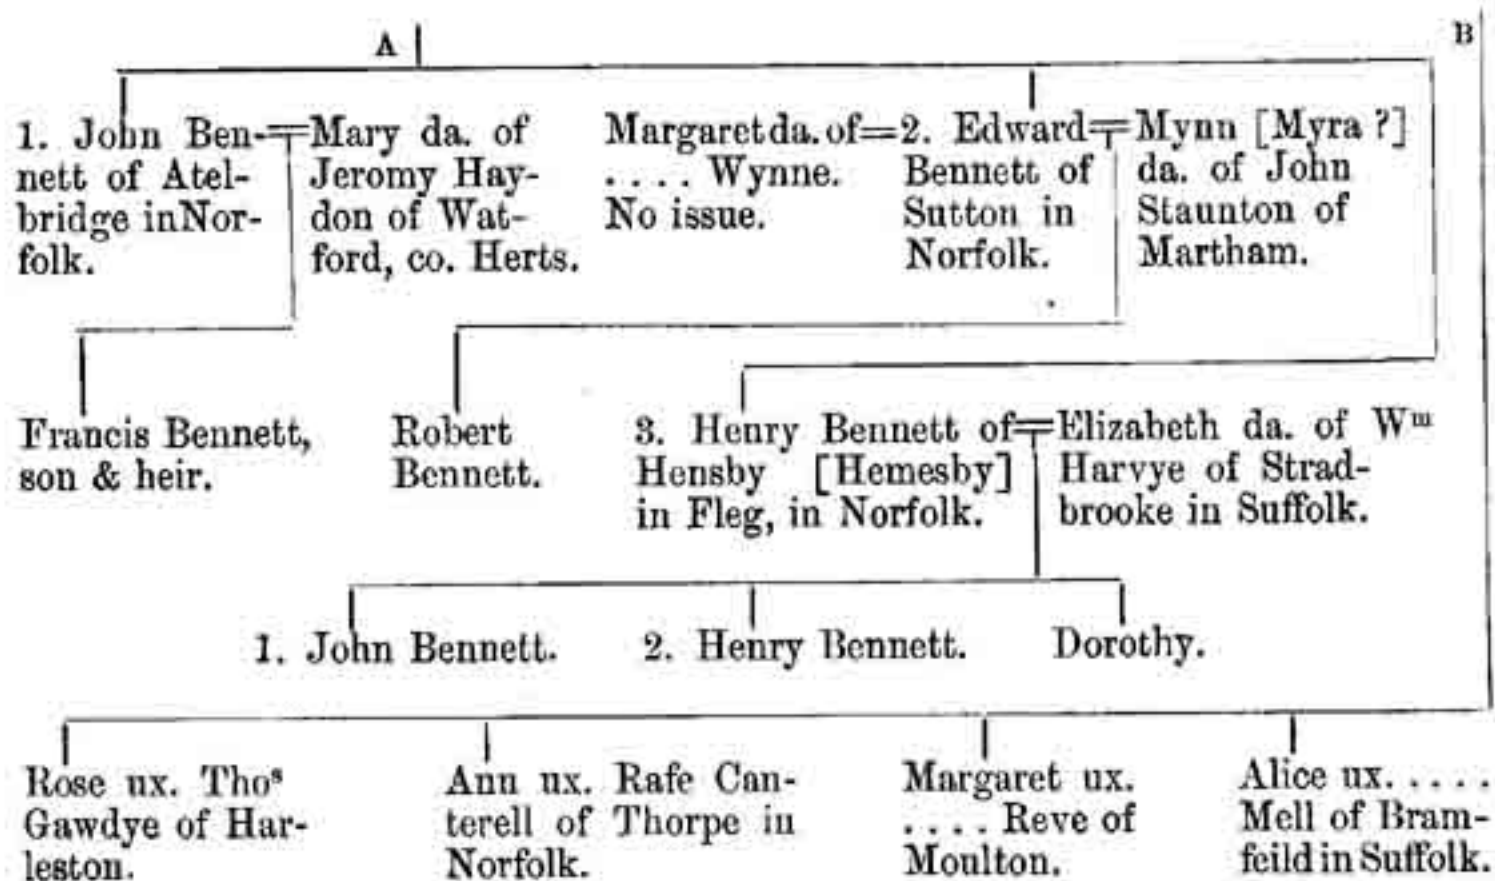 A
B
1. John Ben-
nett of Atel-
bridge in Nor-
folk.
Mary da. of
Jeromy Hay-
don of Wat-
ford, co. Herts.
Margaret da. of
.... Wynne.
No issue.
2. Edward
Bennett of
Sutton in
Norfolk.
Mynn [Myra ?]
da. of John
Staunton of
Martham.
Francis Bennett,
son & heir.
Robert
Bennett.
3. Henry Bennett of
Hensby [Hemesby]
in Fleg, in Norfolk.
Elizabeth da. of Wm
Harvye of Strad-
brooke in Suffolk.
1. John Bennett.
2. Henry Bennett.
Dorothy.
Rose ux. Thos
Gawdye of Har-
leston.
Ann ux. Rafe Can-
terell of Thorpe in
Norfolk.
Margaret ux.
.... Reve of
Moulton.
Alice ux. ....
Mell of Bram-
feild in Suffolk.